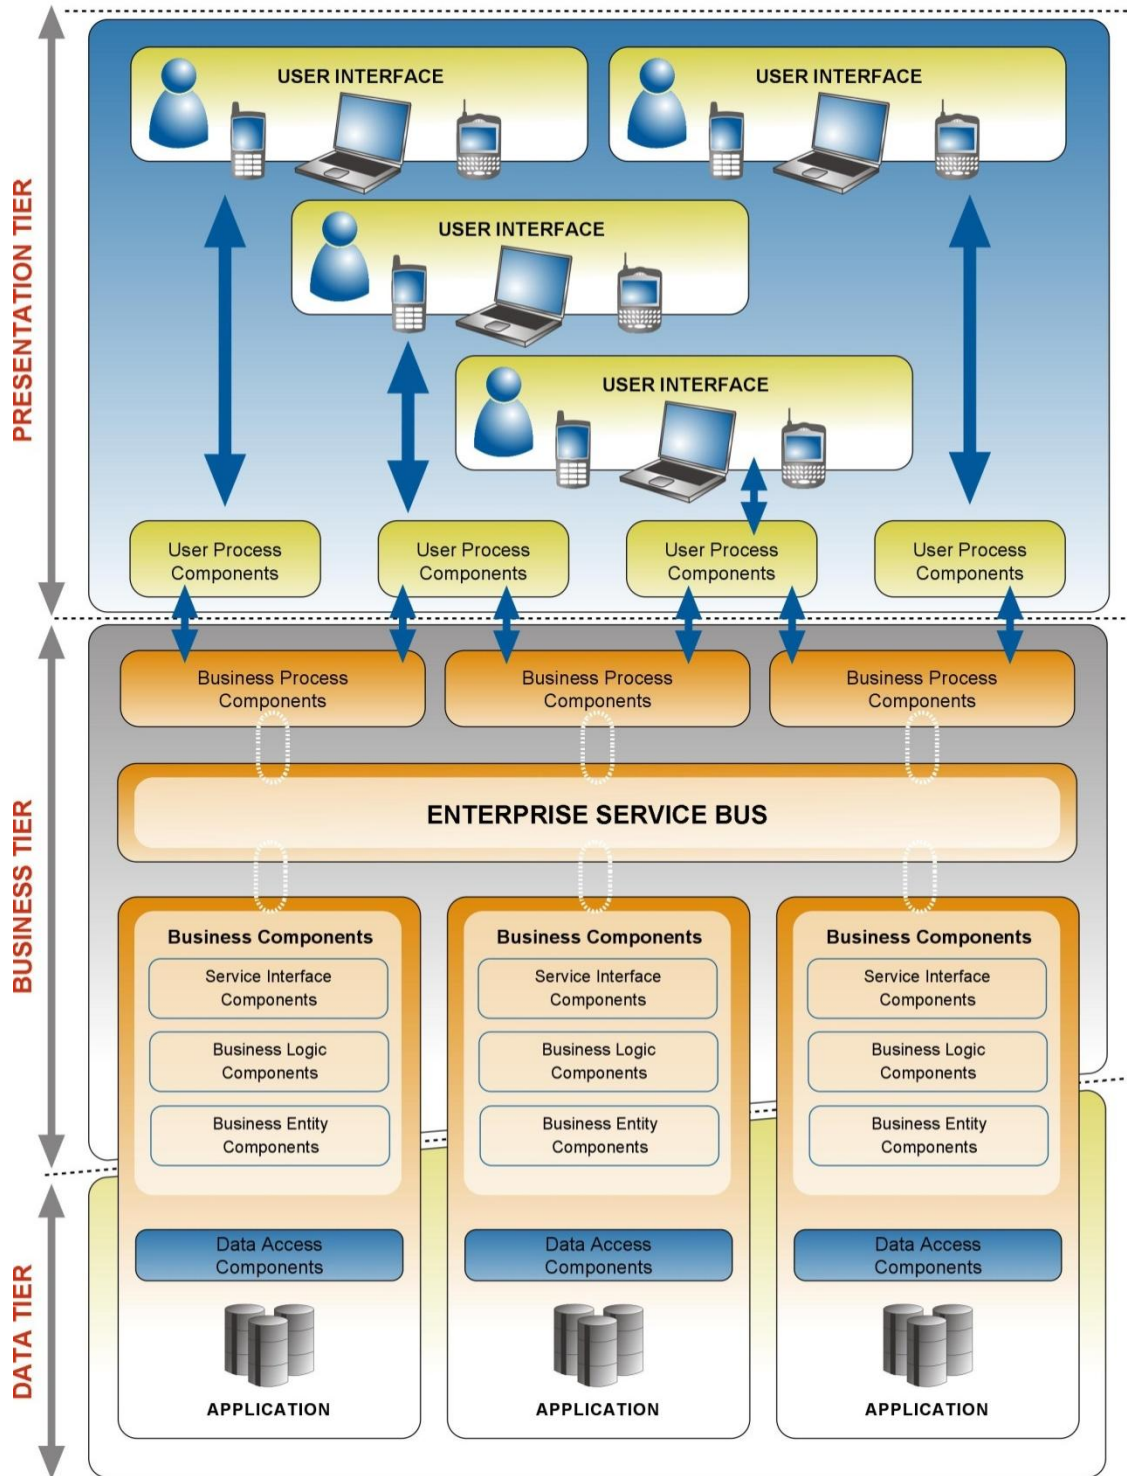 PRESENTATION TIER
USER INTERFACE
USER INTERFACE
USER INTERFACE
USER INTERFACE
User Process
Components
User Process
Components
User Process
Components
User Process
Components
BUSINESS TIER
Business Process
Components
Business Process
Components
Business Process
Components
ENTERPRISE SERVICE BUS
Business Components
Service Interface
Components
Business Logic
Components
Business Entity
Components
Business Components
Service Interface
Components
Business Logic
Components
Business Entity
Components
Business Components
Service Interface
Components
Business Logic
Components
Business Entity
Components
DATA TIER
Data Access
Components
APPLICATION
Data Access
Components
APPLICATION
Data Access
Components
APPLICATION